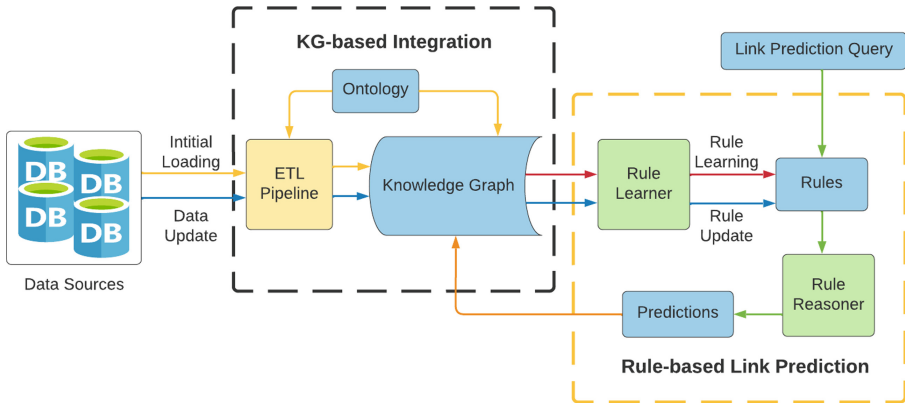 KG-based Integration
Link Prediction Query
Ontology
DB
DB
DB
DB
Intitial
Loading
Data
Update
Data Sources
ETL
Pipeline
Knowledge Graph
Rule
Learner
Rule
Learning
Rule
Update
Rules
Rule
Reasoner
Predictions
Rule-based Link Prediction